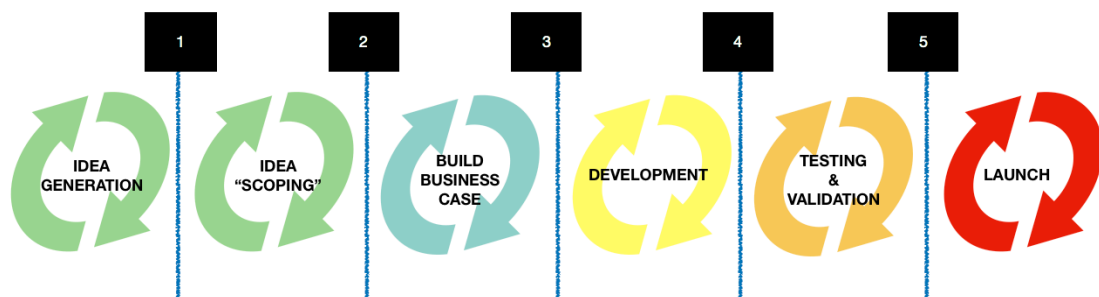 1
2
3
4
5
IDEA
GENERATION
IDEA
“SCOPING”
BUILD
BUSINESS
CASE
DEVELOPMENT
TESTING
&
VALIDATION
LAUNCH